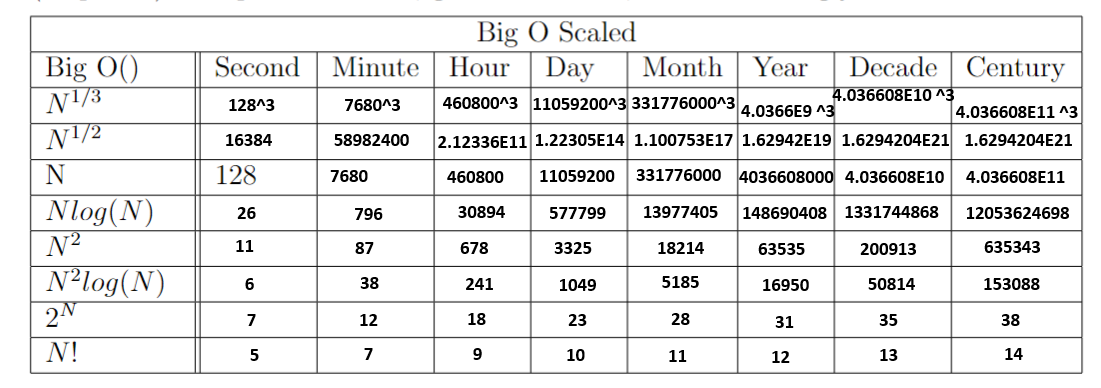 Big O Scaled
Big O() Second Minute Hour Day Month Year Decade Century
N^{1/3} 128^3 7680^3 460800^3 11059200^3 331776000^3 4.0366E9 ^3 4.036608E10 ^3 4.036608E11 ^3
N^{1/2} 16384 58982400 2.12336E11 1.22305E14 1.100753E17 1.62942E19 1.6294204E21 1.6294204E21
N 128 7680 460800 11059200 331776000 4036608000 4.036608E10 4.036608E11
Nlog(N) 26 796 30894 577799 13977405 148690408 1331744868 12053624698
N^2 11 87 678 3325 18214 63535 200913 635343
N^2log(N) 6 38 241 1049 5185 16950 50814 153088
2^N 7 12 18 23 28 31 35 38
N! 5 7 9 10 11 12 13 14